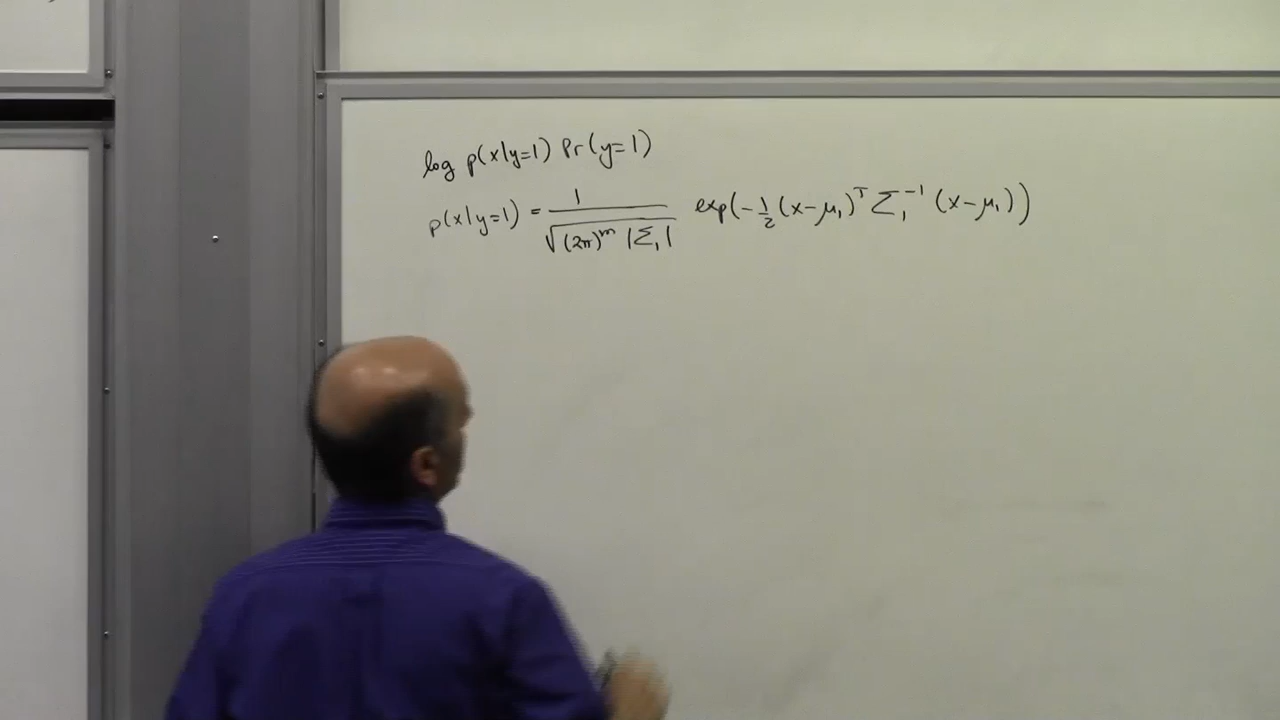 log p(x|y=1) Pr(y=1)
p(x|y=1) = 1/√((2π)^m |Σ₁|) exp(-½(x-μ₁)ᵀ Σ₁⁻¹ (x-μ₁))